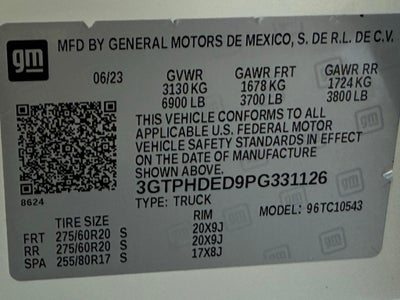 gm MFD BY GENERAL MOTORS DE MEXICO, S. DE R.L. DE C.V.
06/23 GVWR GAWR FRT GAWR RR
3130 KG 1678 KG 1724 KG
6900 LB 3700 LB 3800 LB
THIS VEHICLE CONFORMS TO ALL
APPLICABLE U.S. FEDERAL MOTOR
VEHICLE SAFETY STANDARDS IN EFFECT
ON THE DATE OF MANUFACTURE
SHOWN ABOVE.
3GTPHDED9PG331126
8624 TYPE: TRUCK MODEL: 96TC10543
TIRE SIZE RIM
FRT 275/60R20 S 20X9J
RR 275/60R20 S 20X9J
SPA 255/80R17 S 17X8J